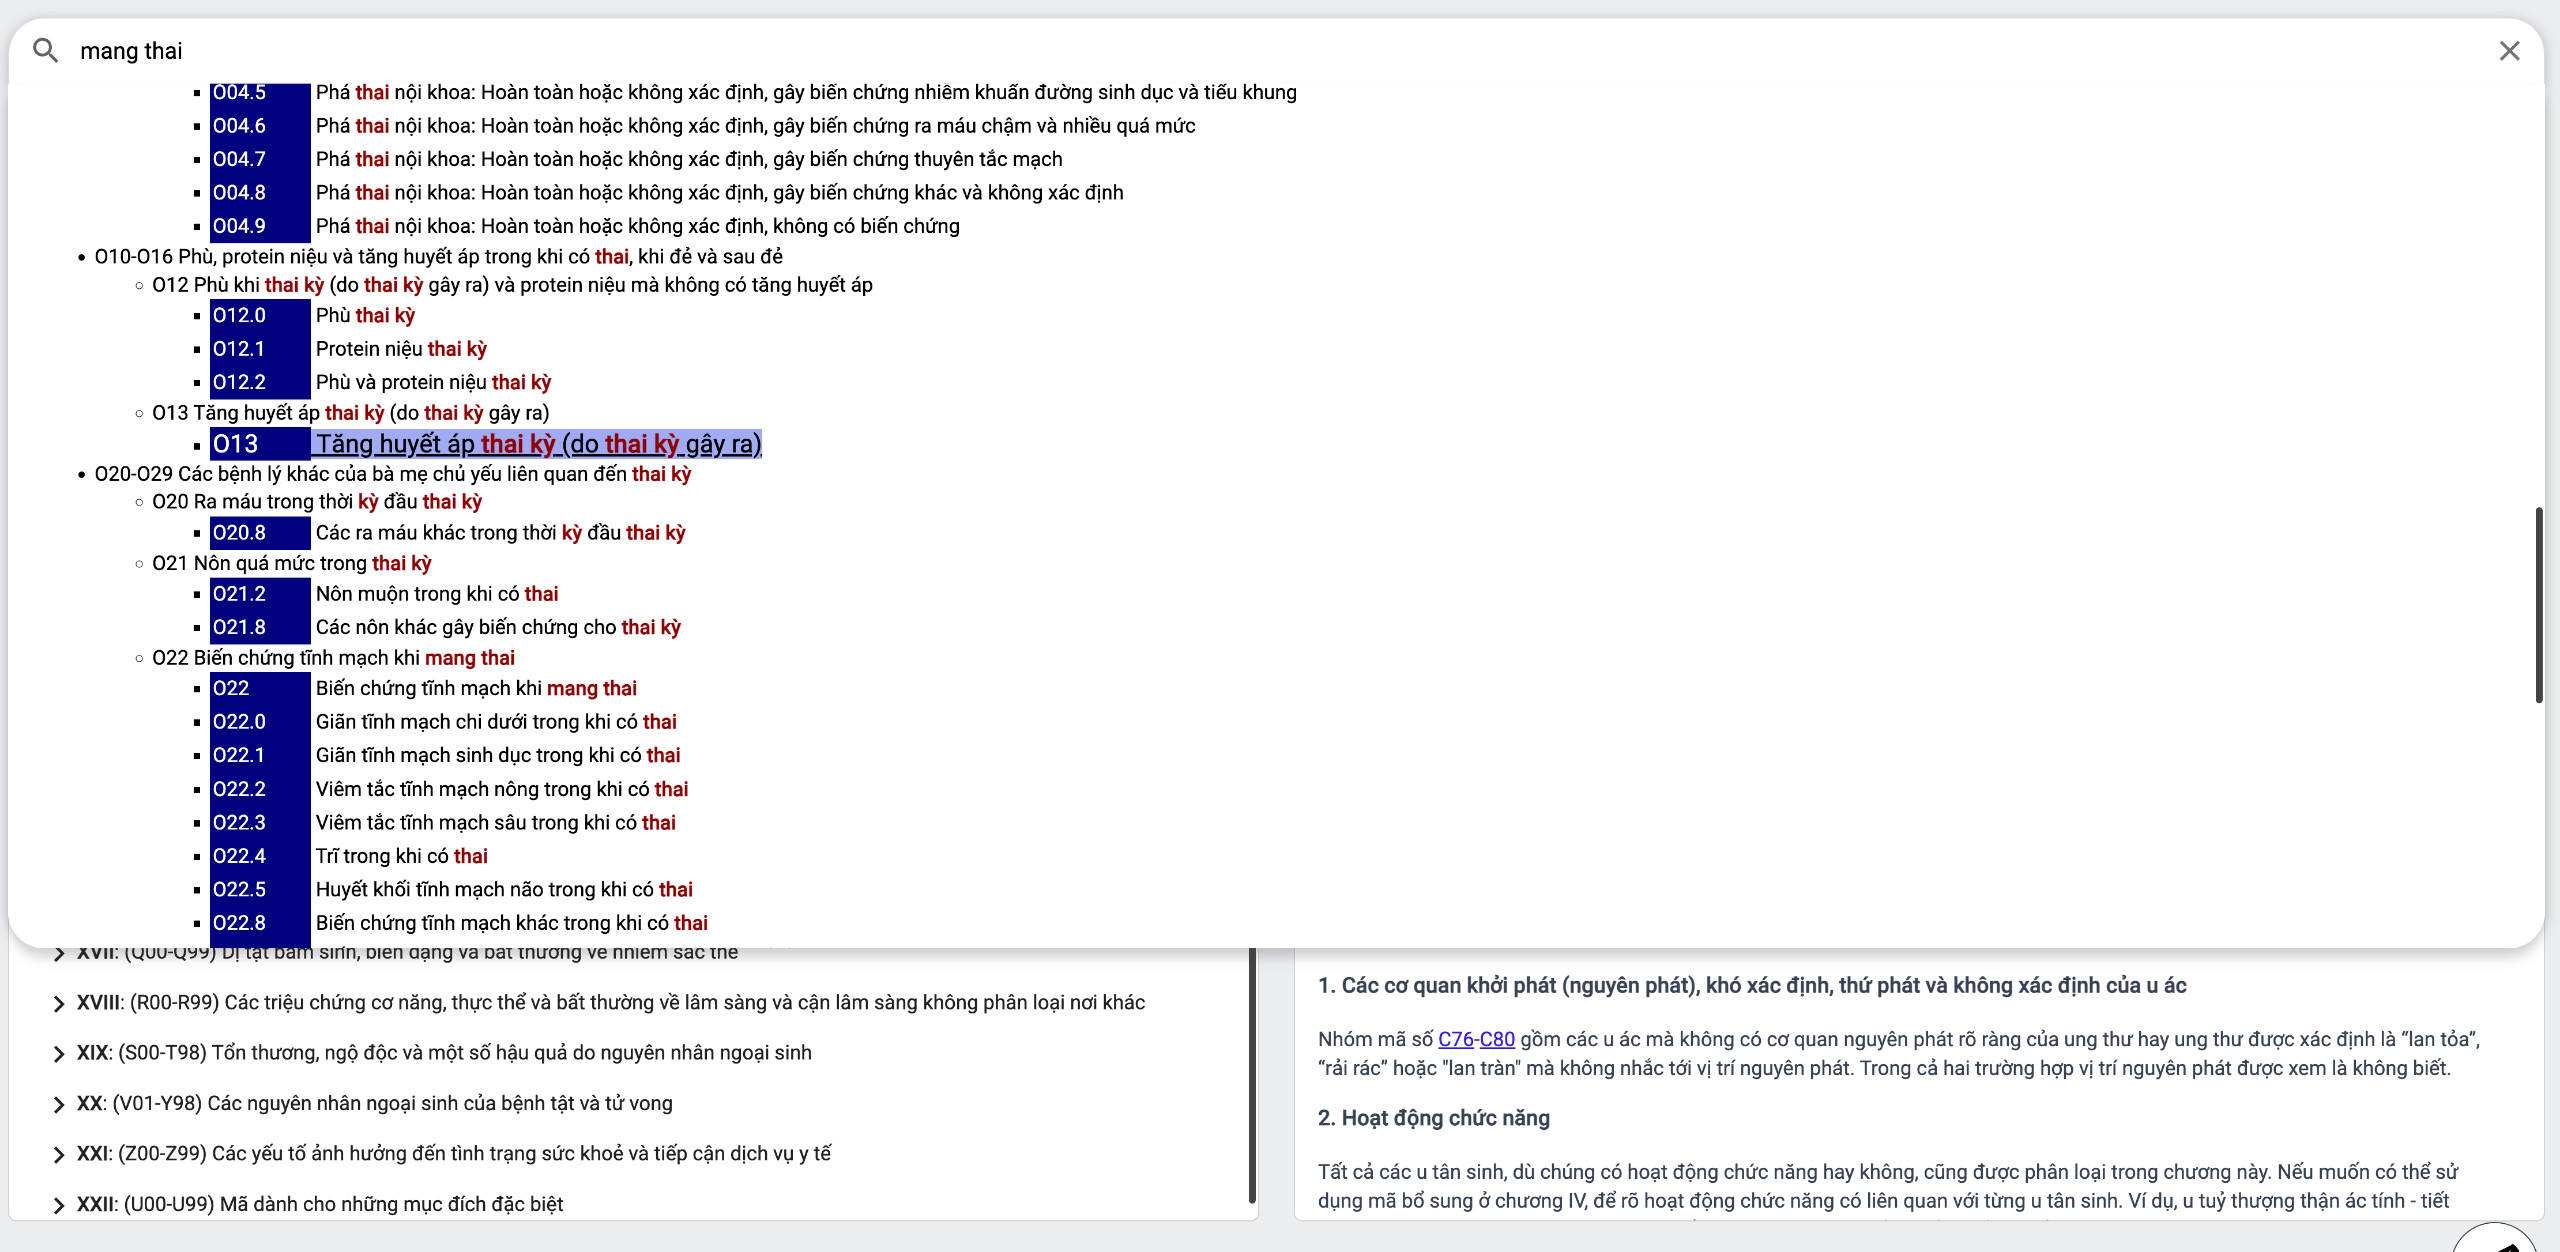 mang thai
O04.5 Phá thai nội khoa: Hoàn toàn hoặc không xác định, gây biến chứng nhiễm khuẩn đường sinh dục và tiểu khung
O04.6 Phá thai nội khoa: Hoàn toàn hoặc không xác định, gây biến chứng ra máu chậm và nhiều quá mức
O04.7 Phá thai nội khoa: Hoàn toàn hoặc không xác định, gây biến chứng thuyên tắc mạch
O04.8 Phá thai nội khoa: Hoàn toàn hoặc không xác định, gây biến chứng khác và không xác định
O04.9 Phá thai nội khoa: Hoàn toàn hoặc không xác định, không có biến chứng
O10-O16 Phù, protein niệu và tăng huyết áp trong khi có thai, khi đẻ và sau đẻ
O12 Phù khi thai kỳ (do thai kỳ gây ra) và protein niệu mà không có tăng huyết áp
O12.0 Phù thai kỳ
O12.1 Protein niệu thai kỳ
O12.2 Phù và protein niệu thai kỳ
O13 Tăng huyết áp thai kỳ (do thai kỳ gây ra)
O13 Tăng huyết áp thai kỳ (do thai kỳ gây ra)
O20-O29 Các bệnh lý khác của bà mẹ chủ yếu liên quan đến thai kỳ
O20 Ra máu trong thời kỳ đầu thai kỳ
O20.8 Các ra máu khác trong thời kỳ đầu thai kỳ
O21 Nôn quá mức trong thai kỳ
O21.2 Nôn muộn trong khi có thai
O21.8 Các nôn khác gây biến chứng cho thai kỳ
O22 Biến chứng tĩnh mạch khi mang thai
O22 Biến chứng tĩnh mạch khi mang thai
O22.0 Giãn tĩnh mạch chi dưới trong khi có thai
O22.1 Giãn tĩnh mạch sinh dục trong khi có thai
O22.2 Viêm tắc tĩnh mạch nông trong khi có thai
O22.3 Viêm tắc tĩnh mạch sâu trong khi có thai
O22.4 Trĩ trong khi có thai
O22.5 Huyết khối tĩnh mạch não trong khi có thai
O22.8 Biến chứng tĩnh mạch khác trong khi có thai
XVII: (Q00-Q99) Dị tật bẩm sinh, biến dạng và bất thường về nhiễm sắc thể
XVIII: (R00-R99) Các triệu chứng cơ năng, thực thể và bất thường về lâm sàng và cận lâm sàng không phân loại nơi khác
XIX: (S00-T98) Tổn thương, ngộ độc và một số hậu quả do nguyên nhân ngoại sinh
XX: (V01-Y98) Các nguyên nhân ngoại sinh của bệnh tật và tử vong
XXI: (Z00-Z99) Các yếu tố ảnh hưởng đến tình trạng sức khoẻ và tiếp cận dịch vụ y tế
XXII: (U00-U99) Mã dành cho những mục đích đặc biệt
1. Các cơ quan khởi phát (nguyên phát), khó xác định, thứ phát và không xác định của u ác
Nhóm mã số C76-C80 gồm các u ác mà không có cơ quan nguyên phát rõ ràng của ung thư hay ung thư được xác định là “lan tỏa”,
“rải rác” hoặc "lan tràn" mà không nhắc tới vị trí nguyên phát. Trong cả hai trường hợp vị trí nguyên phát được xem là không biết.
2. Hoạt động chức năng
Tất cả các u tân sinh, dù chúng có hoạt động chức năng hay không, cũng được phân loại trong chương này. Nếu muốn có thể sử
dụng mã bổ sung ở chương IV, để rõ hoạt động chức năng có liên quan với từng u tân sinh. Ví dụ, u tuỷ thượng thận ác tính - tiết